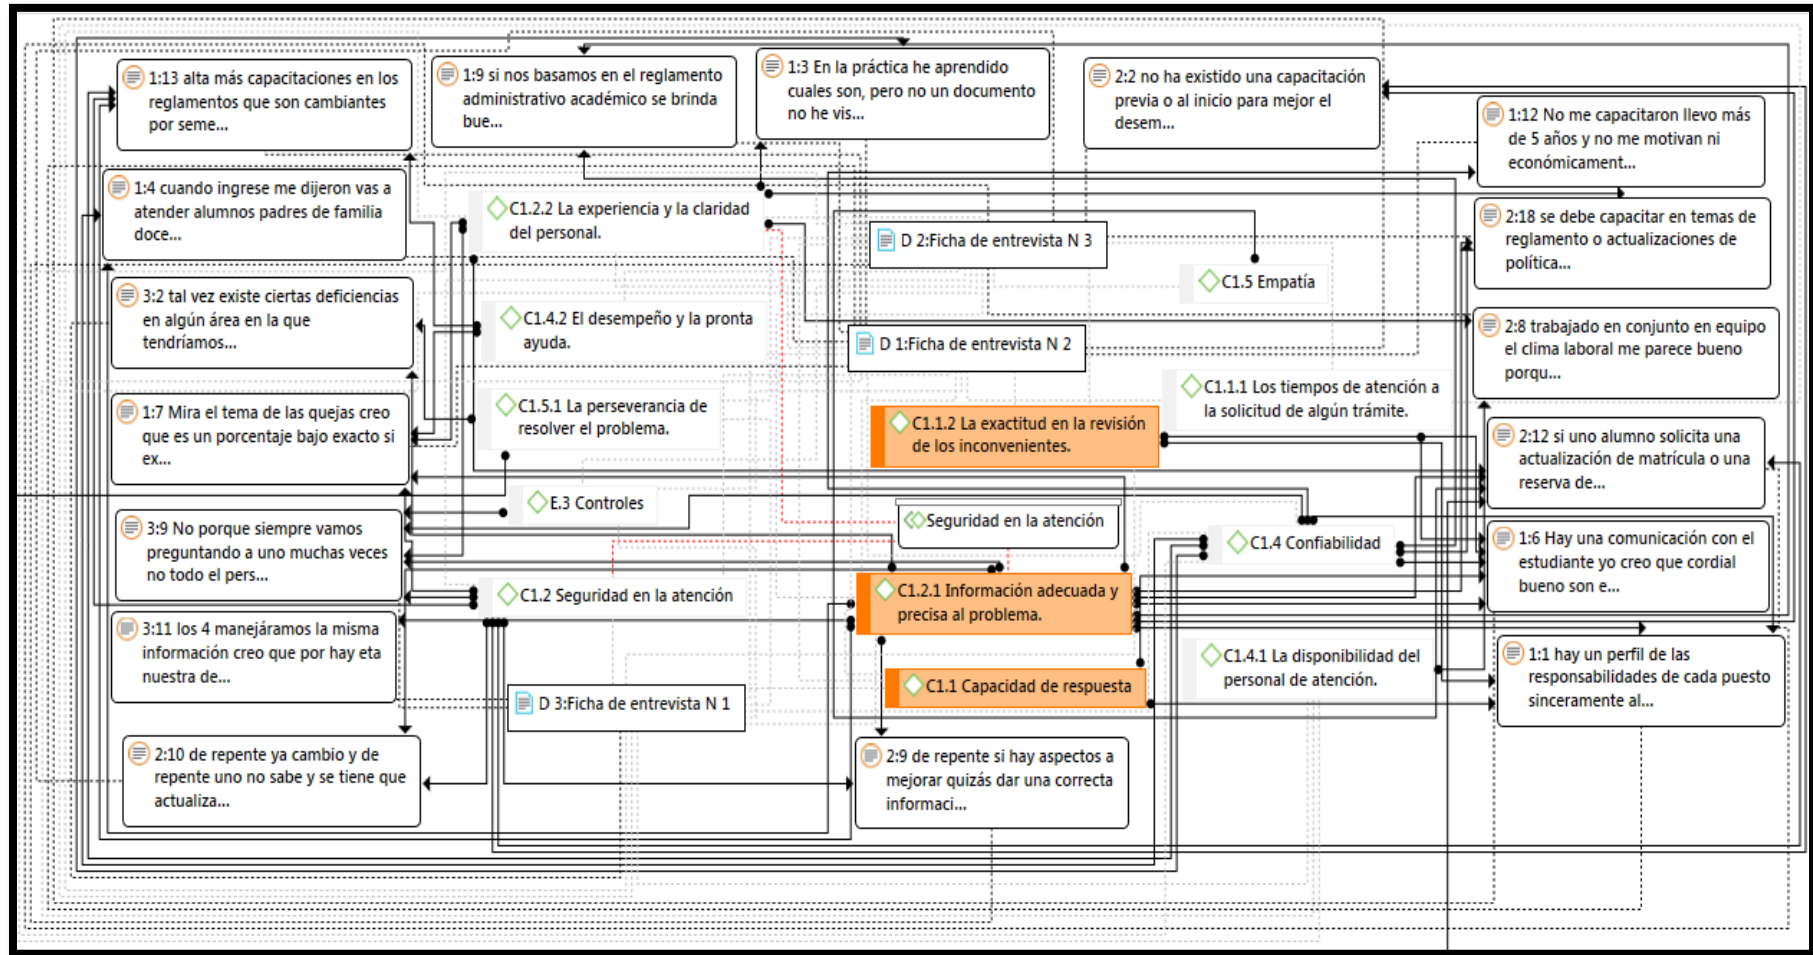 1:13 alta más capacitaciones en los
reglamentos que son cambiantes
por seme...
1:9 si nos basamos en el reglamento
administrativo académico se brinda
bue...
1:3 En la práctica he aprendido
cuales son, pero no un documento
no he vis...
2:2 no ha existido una capacitación
previa o al inicio para mejor el
desem...
1:12 No me capacitaron llevo más
de 5 años y no me motivan ni
económicament...
1:4 cuando ingrese me dijeron vas a
atender alumnos padres de familia
doce...
C1.2.2 La experiencia y la claridad
del personal.
D 2:Ficha de entrevista N 3
C1.5 Empatía
2:18 se debe capacitar en temas de
reglamento o actualizaciones de
política...
3:2 tal vez existe ciertas deficiencias
en algún área en la que
tendríamos...
C1.4.2 El desempeño y la pronta
ayuda.
D 1:Ficha de entrevista N 2
2:8 trabajado en conjunto en equipo
el clima laboral me parece bueno
porqu...
1:7 Mira el tema de las quejas creo
que es un porcentaje bajo exacto si
ex...
C1.5.1 La perseverancia de
resolver el problema.
C1.1.2 La exactitud en la revisión
de los inconvenientes.
C1.1.1 Los tiempos de atención a
la solicitud de algún trámite.
2:12 si uno alumno solicita una
actualización de matrícula o una
reserva de...
E.3 Controles
Seguridad en la atención
C1.4 Confiabilidad
3:9 No porque siempre vamos
preguntando a uno muchas veces
no todo el pers...
1:6 Hay una comunicación con el
estudiante yo creo que cordial
bueno son e...
C1.2 Seguridad en la atención
C1.2.1 Información adecuada y
precisa al problema.
3:11 los 4 manejáramos la misma
información creo que por hay eta
nuestra de...
C1.1 Capacidad de respuesta
C1.4.1 La disponibilidad del
personal de atención.
1:1 hay un perfil de las
responsabilidades de cada puesto
sinceramente al...
D 3:Ficha de entrevista N 1
2:10 de repente ya cambio y de
repente uno no sabe y se tiene que
actualiza...
2:9 de repente si hay aspectos a
mejorar quizás dar una correcta
informaci...